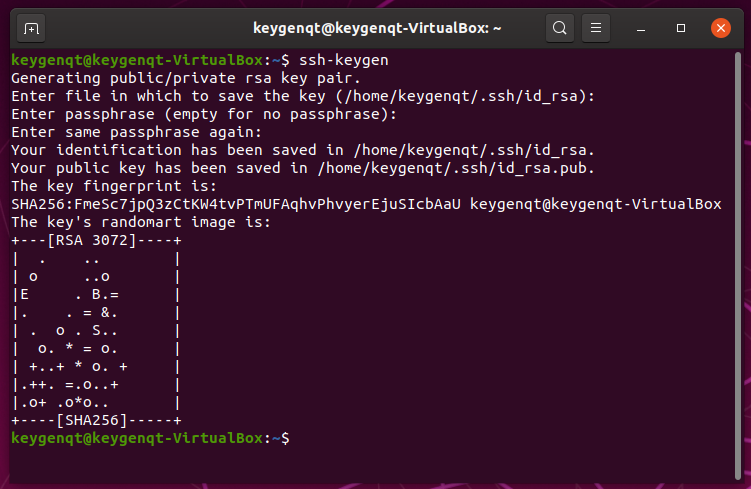 keygenqt@keygenqt-VirtualBox: ~
keygenqt@keygenqt-VirtualBox:~$ ssh-keygen
Generating public/private rsa key pair.
Enter file in which to save the key (/home/keygenqt/.ssh/id_rsa):
Enter passphrase (empty for no passphrase):
Enter same passphrase again:
Your identification has been saved in /home/keygenqt/.ssh/id_rsa.
Your public key has been saved in /home/keygenqt/.ssh/id_rsa.pub.
The key fingerprint is:
SHA256:FmeSc7jpQ3zCtKW4tvPTmUFAqhvPhvyerEjuSIcbAaU keygenqt@keygenqt-VirtualBox
The key's randomart image is:
+---[RSA 3072]----+
|  .    ..        |
| o     ..o       |
|E     . B.=      |
|.    . = &.      |
| .  o . S..      |
|  o. * = o.      |
| +..+ * o. +     |
|.++. =.o..+      |
|.o+ .o*o..       |
+----[SHA256]-----+
keygenqt@keygenqt-VirtualBox:~$